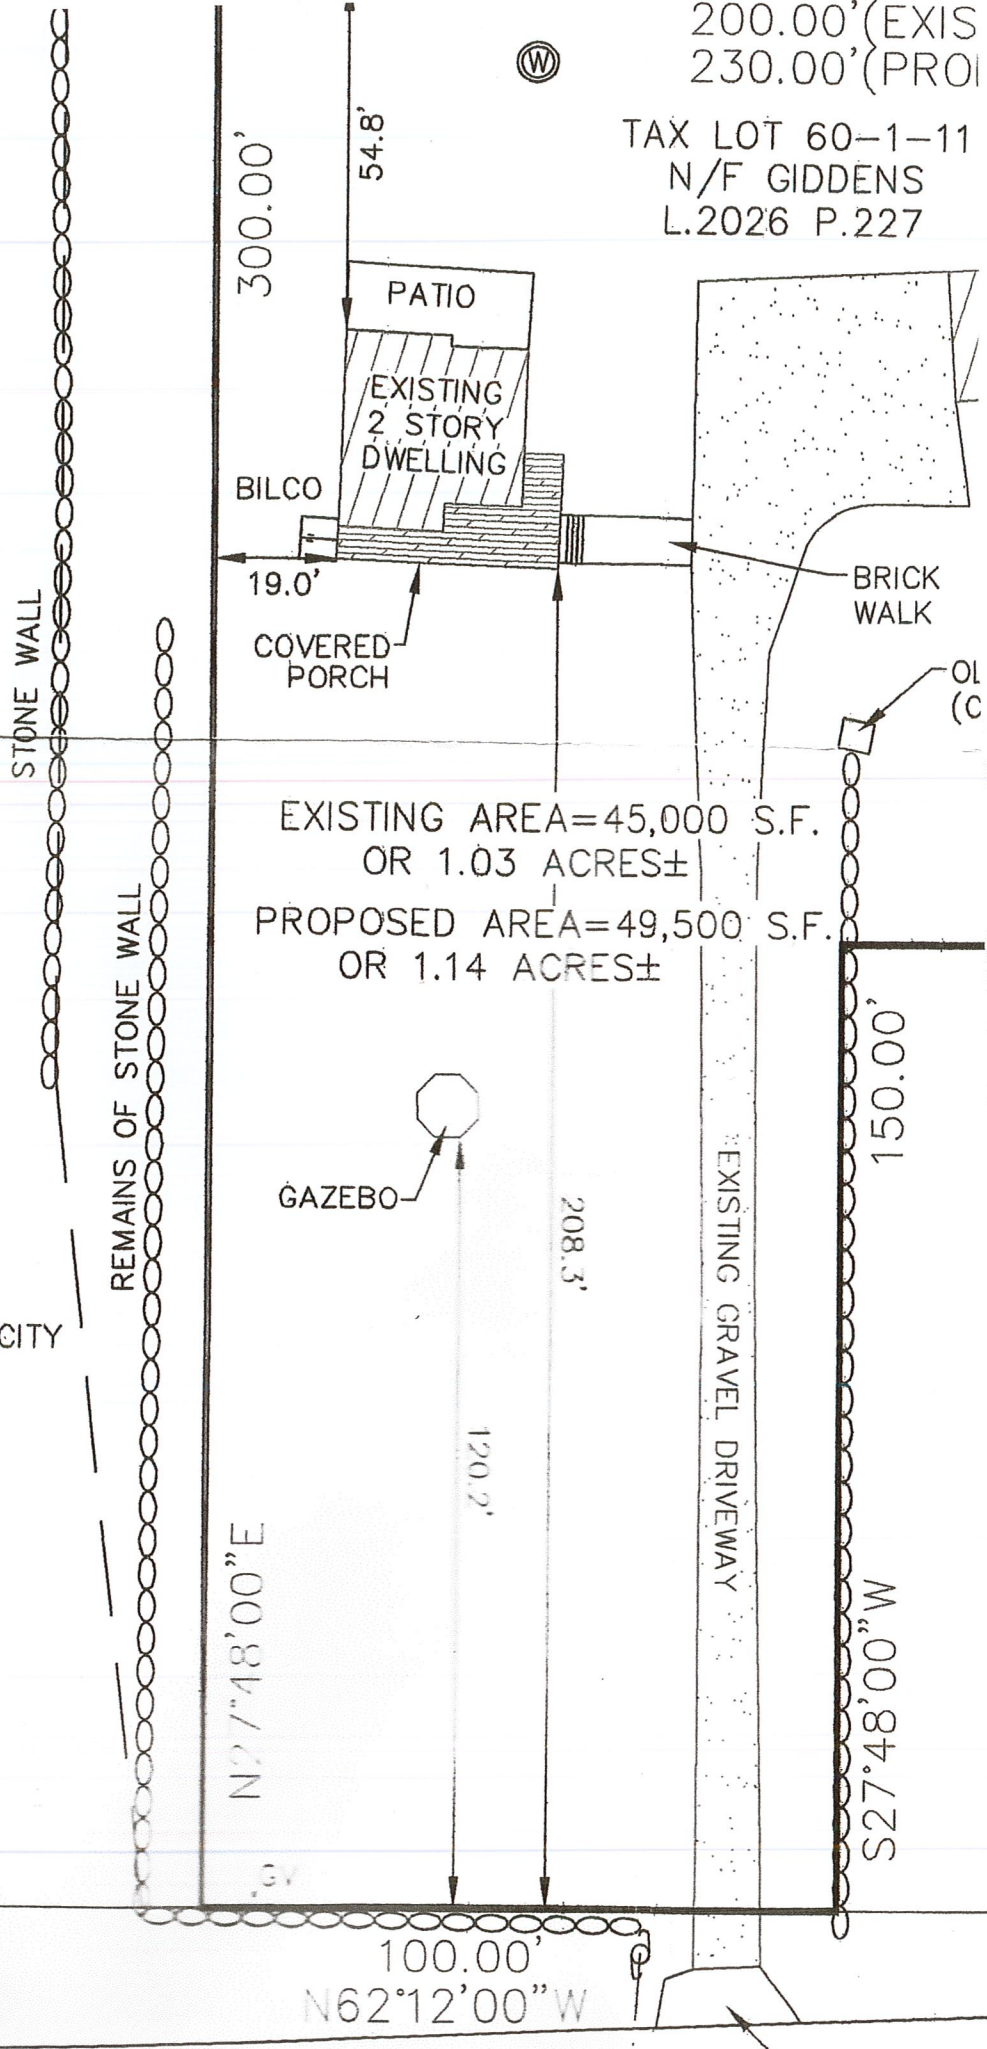 200.00'(EXIS
230.00'(PRO
W
TAX LOT 60-1-11
N/F GIDDENS
L.2026 P.227
54.8'
300.00'
PATIO
EXISTING
2 STORY
DWELLING
BILCO
19.0'
COVERED
PORCH
BRICK
WALK
STONE WALL
(C
EXISTING AREA=45,000 S.F.
OR 1.03 ACRES±
PROPOSED AREA=49,500 S.F.
OR 1.14 ACRES±
REMAINS OF STONE WALL
150.00'
GAZEBO
208.3'
EXISTING GRAVEL DRIVEWAY
CITY
120.2'
N27°48'00"E
S27°48'00"W
GV
100.00'
N62°12'00"W